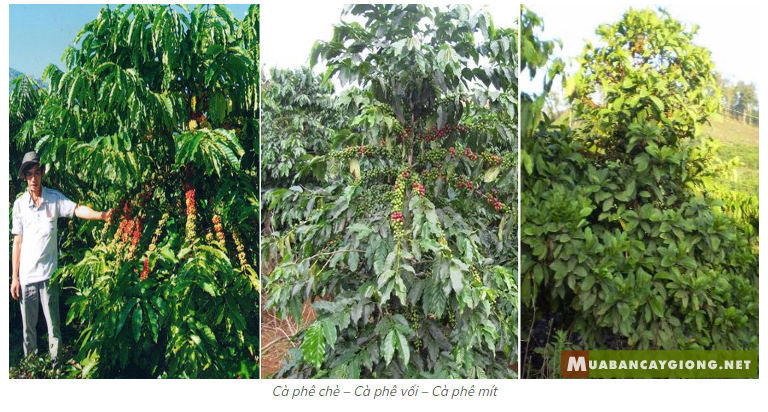 MUABANCAYGIONG.NET
Cà phê chè – Cà phê vối – Cà phê mít